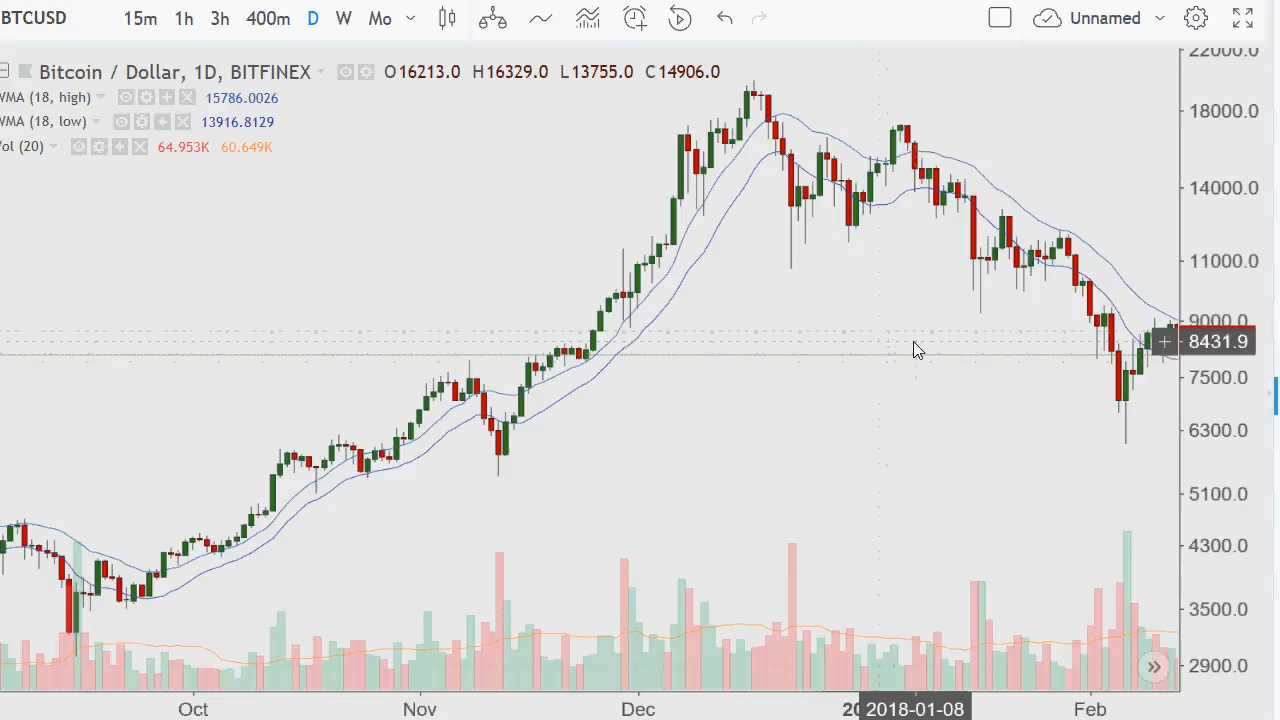 BTCUSD 15m 1h 3h 400m D W Mo Unnamed
Bitcoin / Dollar, 1D, BITFINEX O16213.0 H16329.0 L13755.0 C14906.0
WMA (18, high) 15786.0026
WMA (18, low) 13916.8129
Vol (20) 64.953K 60.649K
22000.0
18000.0
14000.0
11000.0
9000.0
8431.9
7500.0
6300.0
5100.0
4300.0
3500.0
2900.0
Oct Nov Dec 20 2018-01-08 Feb